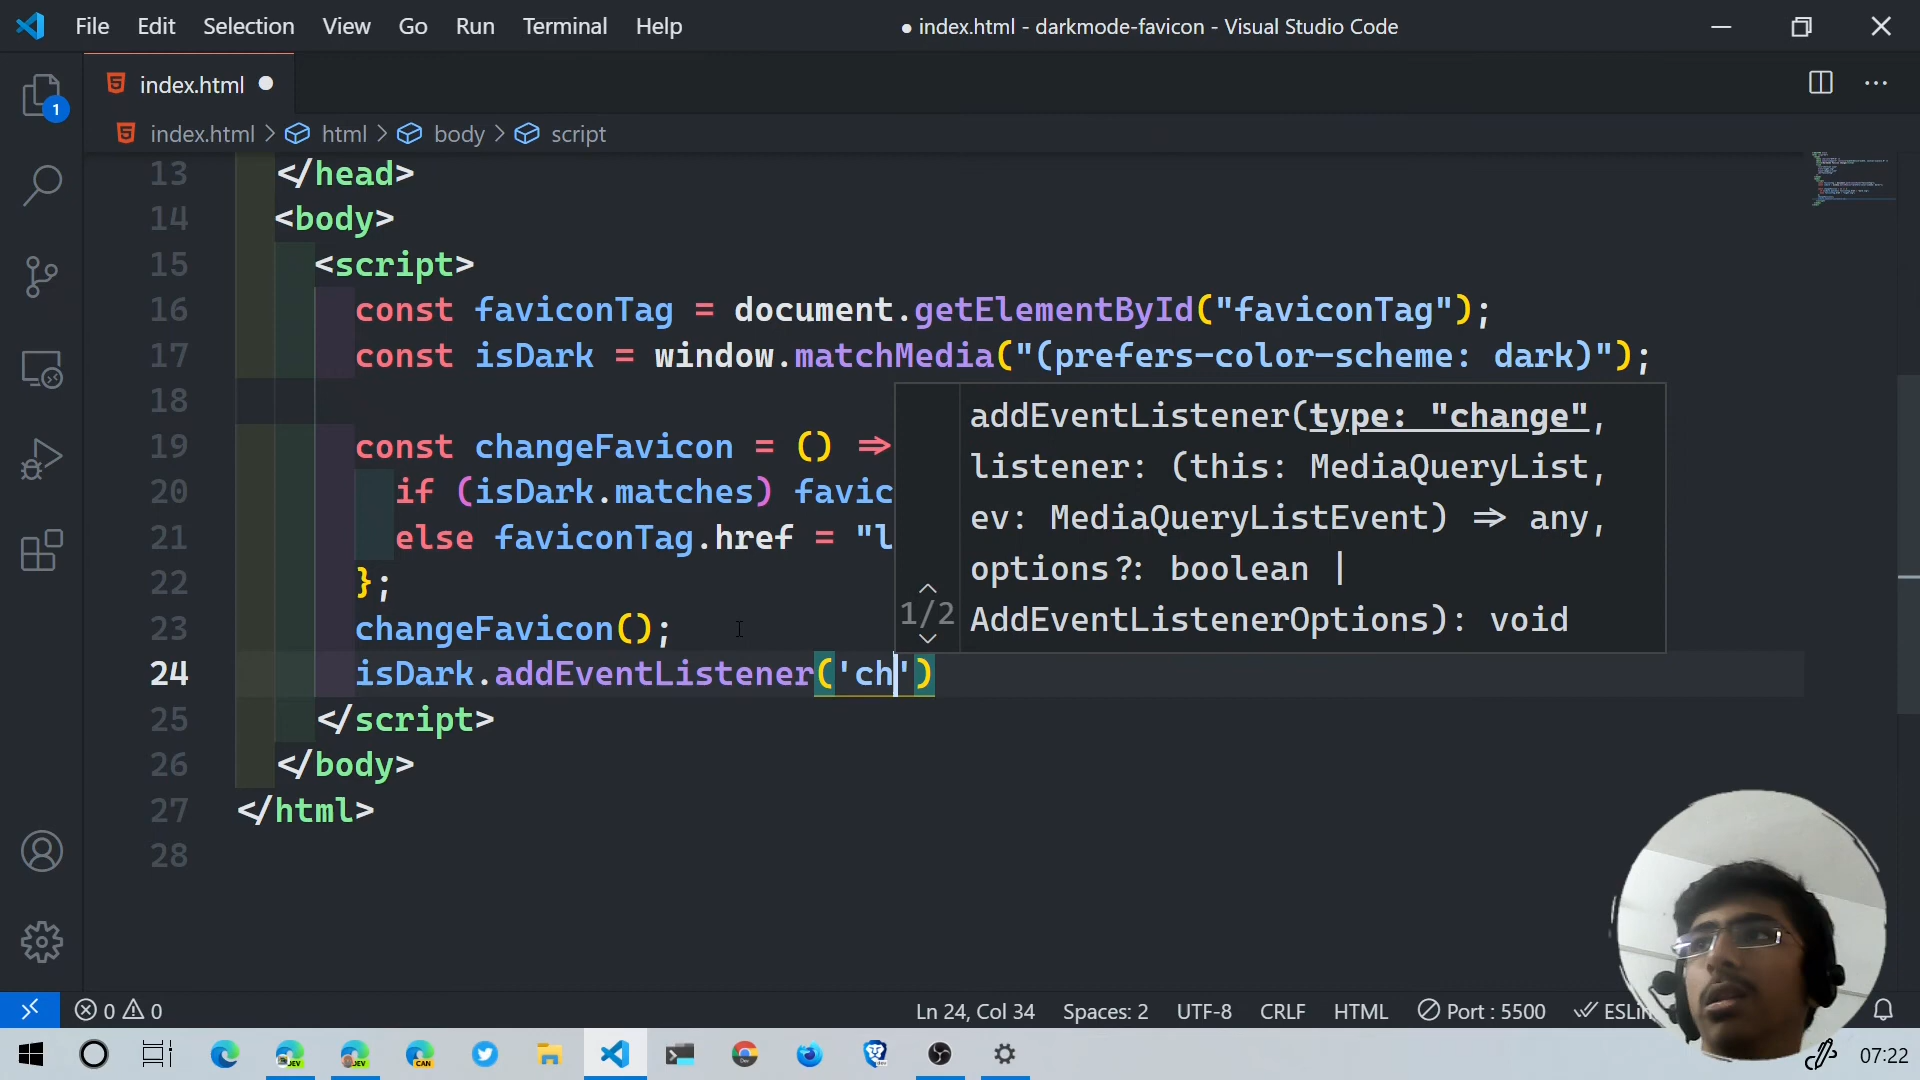 File Edit Selection View Go Run Terminal Help
● index.html - darkmode-favicon - Visual Studio Code
index.html ●
1
index.html > html > body > script
13 </head>
14 <body>
15 <script>
16 const faviconTag = document.getElementById("faviconTag");
17 const isDark = window.matchMedia("(prefers-color-scheme: dark)");
18
19 const changeFavicon = () =>
20 if (isDark.matches) favic
21 else faviconTag.href = "l
22 };
23 changeFavicon();
24 isDark.addEventListener('ch')
25 </script>
26 </body>
27 </html>
28
addEventListener(type: "change",
listener: (this: MediaQueryList,
ev: MediaQueryListEvent) => any,
options?: boolean |
1/2
AddEventListenerOptions): void
0 0 Ln 24, Col 34 Spaces: 2 UTF-8 CRLF HTML Port : 5500
DEV DEV CAN
07:22